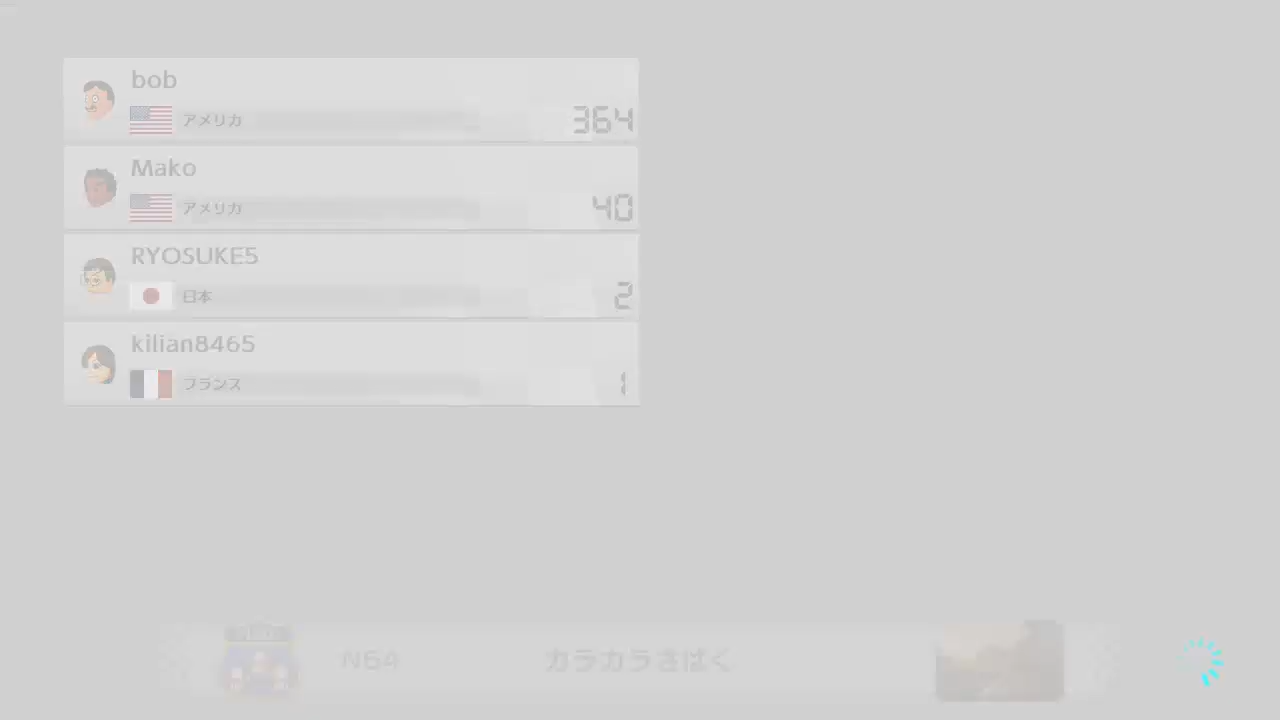 bob
アメリカ
364
Mako
アメリカ
40
RYOSUKE5
日本
2
kilian8465
フランス
1
N64 カラカラさばく